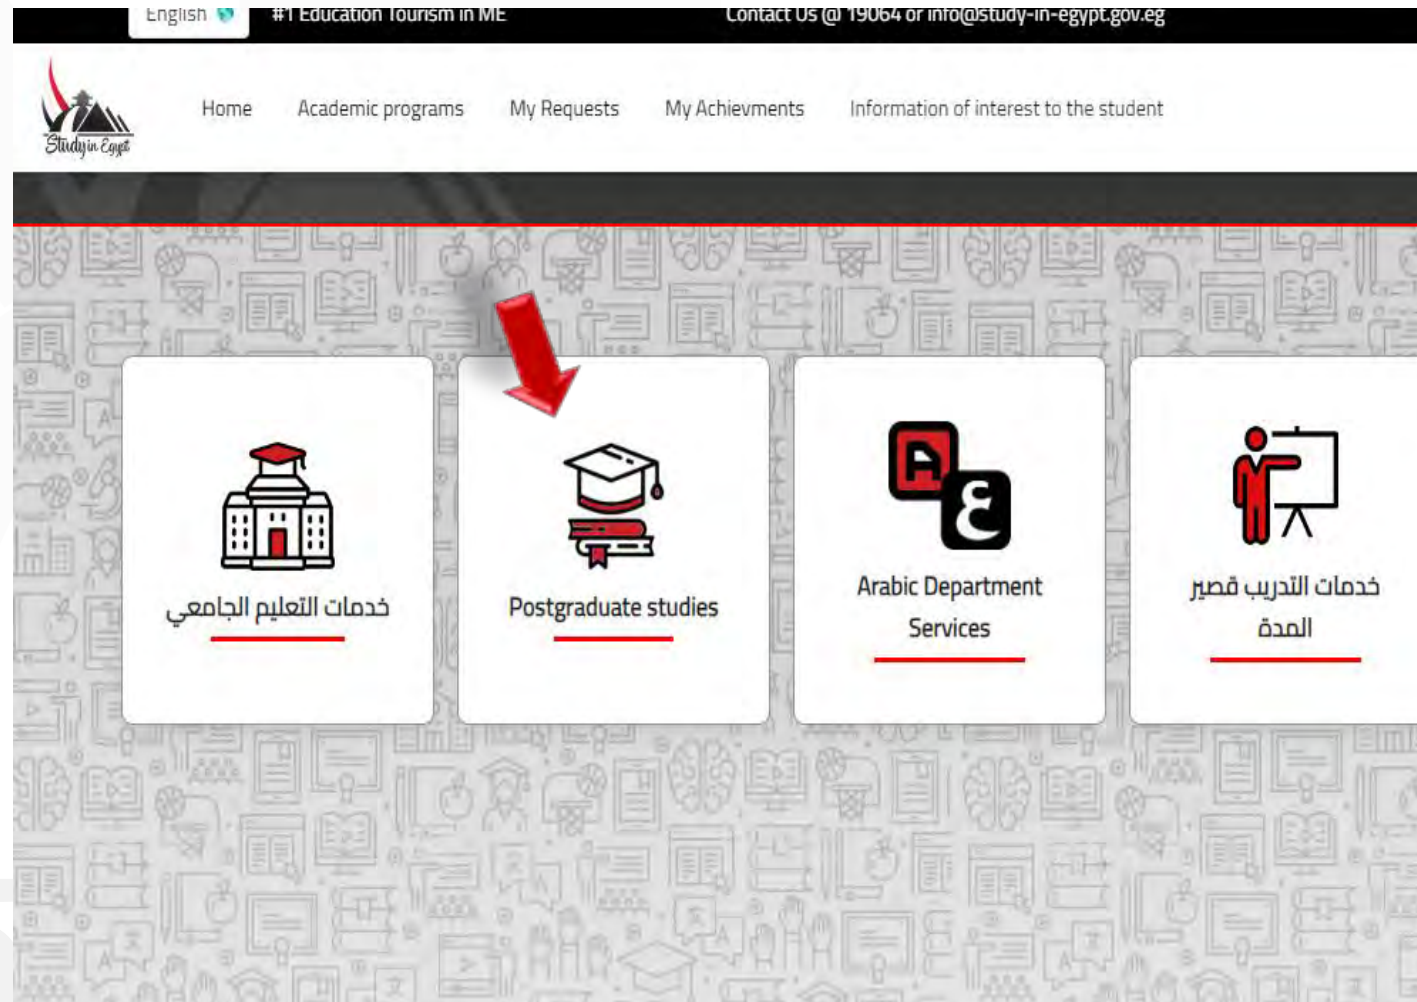 English
#1 Education Tourism in ME
Contact Us @ 19064 or info@study-in-egypt.gov.eg
Study in Egypt
Home
Academic programs
My Requests
My Achievments
Information of interest to the student
خدمات التعليم الجامعي
Postgraduate studies
A
ع
Arabic Department
Services
خدمات التدريب قصير
المدة